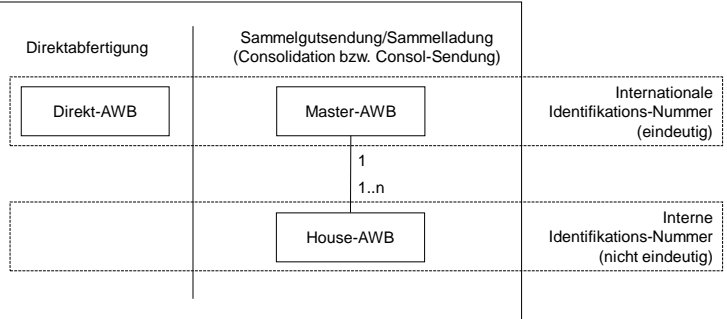 Direktabfertigung
Sammelgutsendung/Sammelladung
(Consolidation bzw. Consol-Sendung)
Direkt-AWB
Master-AWB
Internationale
Identifikations-Nummer
(eindeutig)
1
1..n
House-AWB
Interne
Identifikations-Nummer
(nicht eindeutig)